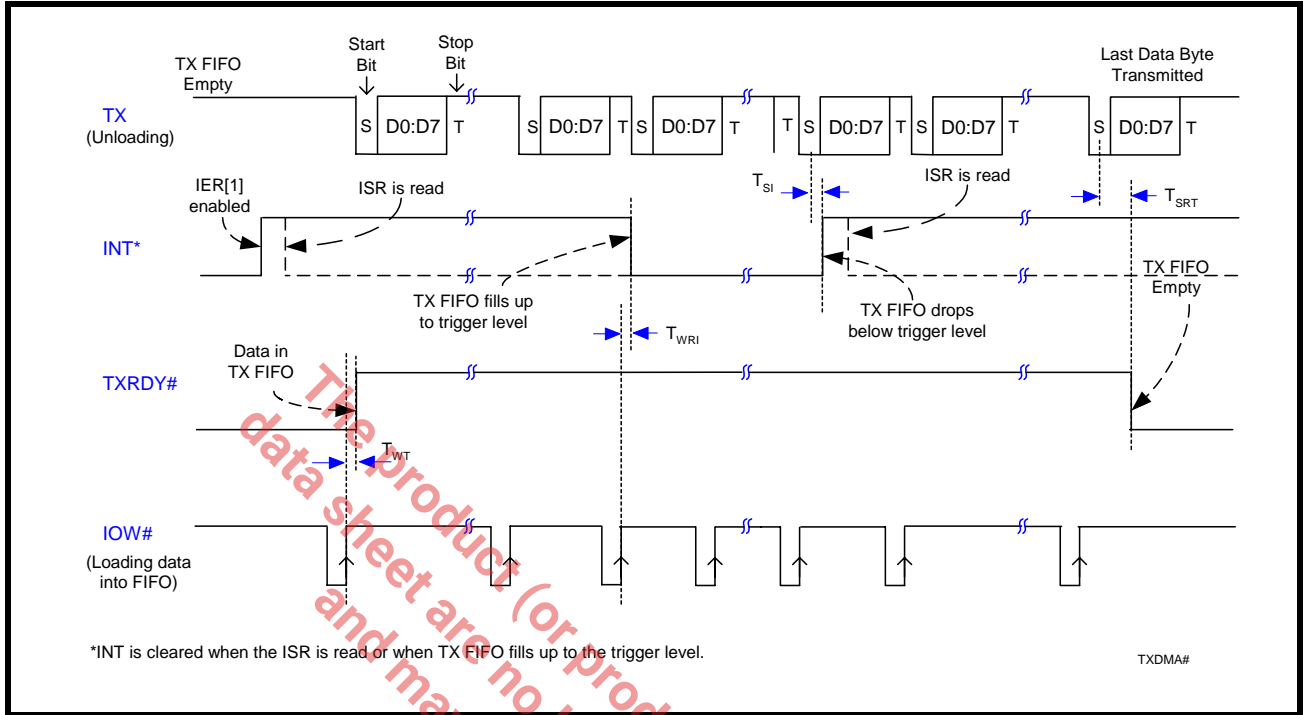 Start
Bit
Stop
Bit
TX FIFO
Empty
Last Data Byte
Transmitted
TX
(Unloading)
S D0:D7 T
S D0:D7 T
S D0:D7 T
T S D0:D7 T
S D0:D7 T
S D0:D7 T
IER[1]
enabled
ISR is read
TSI
ISR is read
TSRT
INT*
TX FIFO fills up
to trigger level
TX FIFO drops
below trigger level
TX FIFO
Empty
TWRI
Data in
TX FIFO
TXRDY#
TWT
IOW#
(Loading data
into FIFO)
*INT is cleared when the ISR is read or when TX FIFO fills up to the trigger level.
TXDMA#
The product (or prod
data sheet are no
and ma